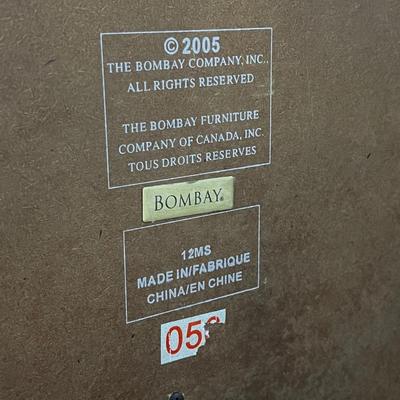 © 2005
THE BOMBAY COMPANY, INC.,
ALL RIGHTS RESERVED
THE BOMBAY FURNITURE
COMPANY OF CANADA, INC.
TOUS DROITS RESERVES
BOMBAY®
12MS
MADE IN/FABRIQUE
CHINA/EN CHINE